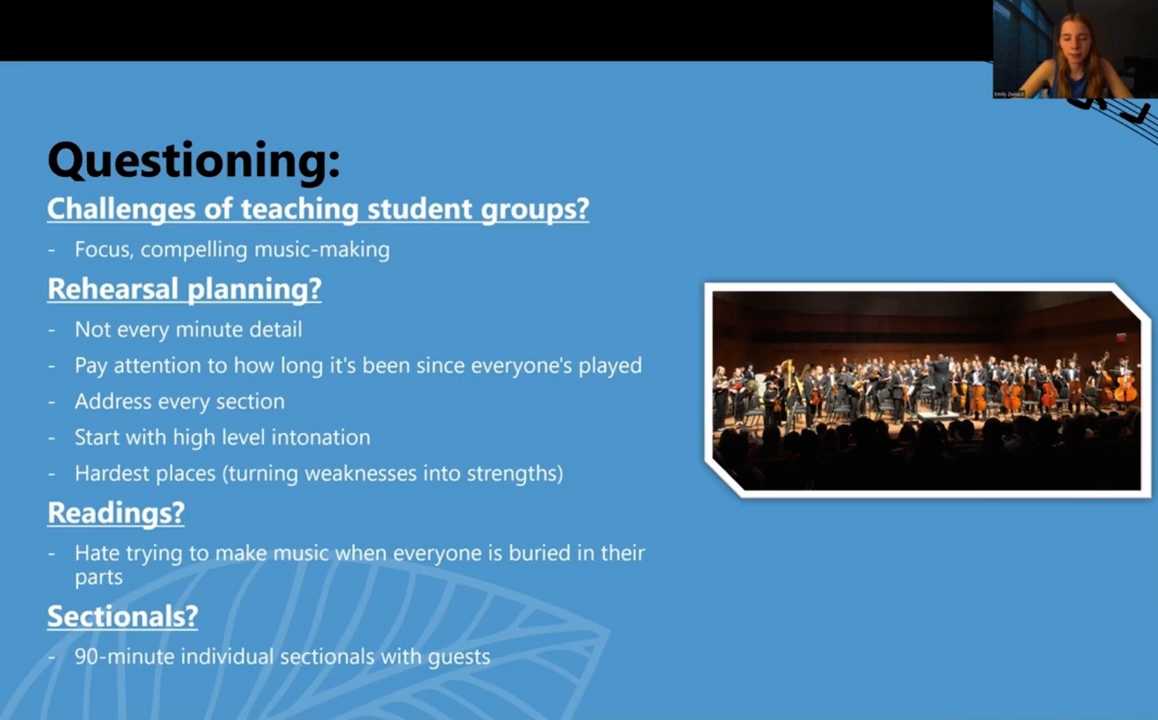 Questioning:
Challenges of teaching student groups?
- Focus, compelling music-making
Rehearsal planning?
- Not every minute detail
- Pay attention to how long it's been since everyone's played
- Address every section
- Start with high level intonation
- Hardest places (turning weaknesses into strengths)
Readings?
- Hate trying to make music when everyone is buried in their
parts
Sectionals?
- 90-minute individual sectionals with guests